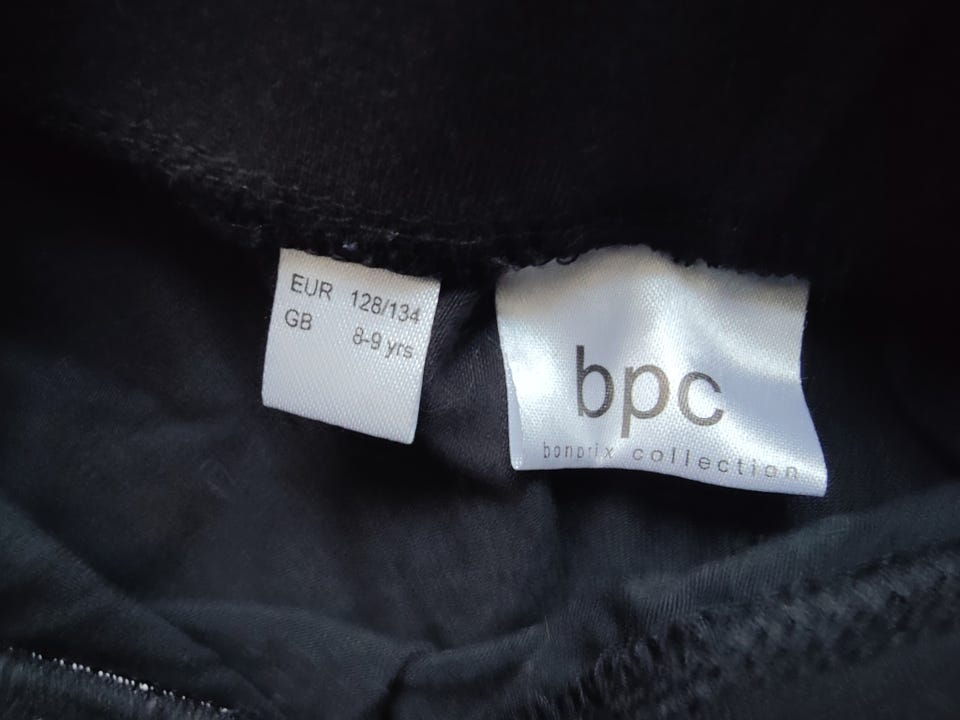 EUR 128/134
GB 8-9 yrs
bpc
bonprix collection